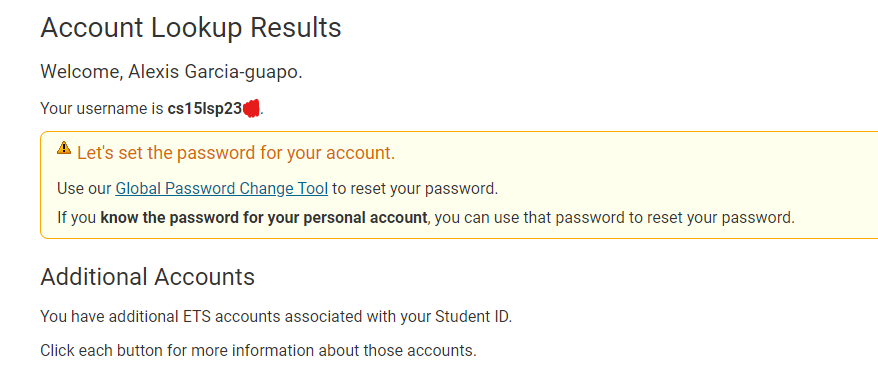 Account Lookup Results
Welcome, Alexis Garcia-guapo.
Your username is cs15lsp23.
Let's set the password for your account.
Use our Global Password Change Tool to reset your password.
If you know the password for your personal account, you can use that password to reset your password.
Additional Accounts
You have additional ETS accounts associated with your Student ID.
Click each button for more information about those accounts.